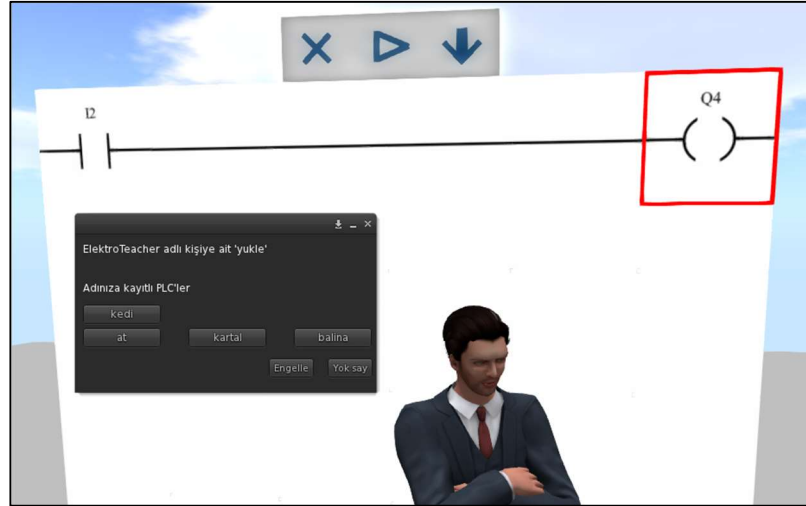 I2
Q4
ElektroTeacher adlı kişiye ait 'yukle'
Adınıza kayıtlı PLC'ler
kedi
at kartal balina
Engelle Yok say